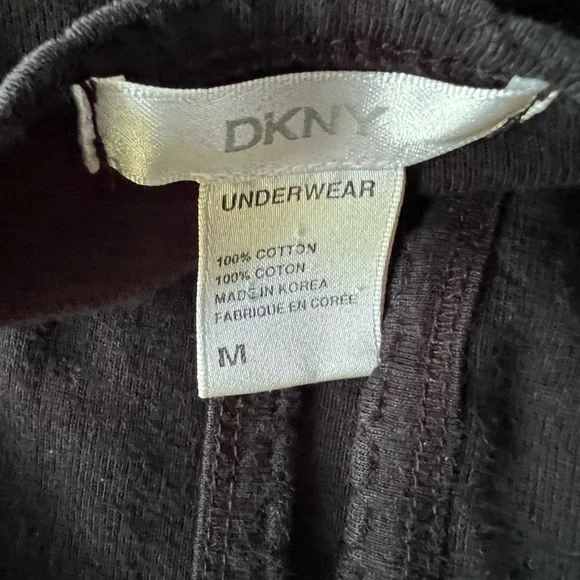 DKNY
UNDERWEAR
100% COTTON
100% COTON
MADE IN KOREA
FABRIQUE EN CORÉE
M